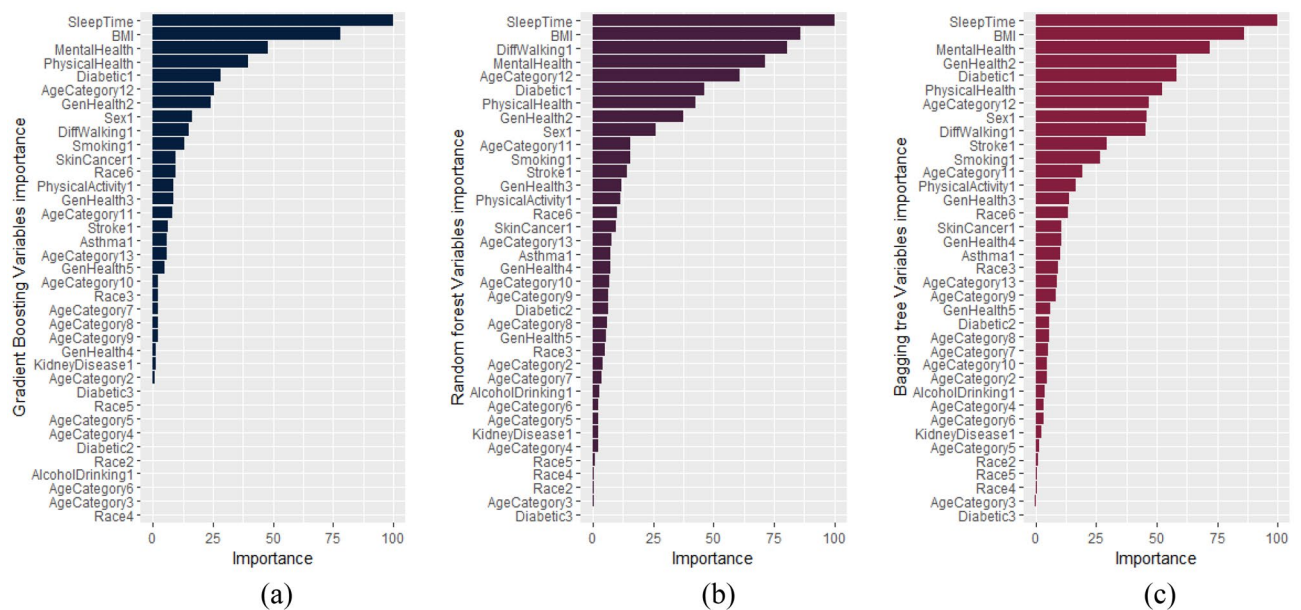 Gradient Boosting Variables importance
SleepTime
BMI
MentalHealth
PhysicalHealth
Diabetic1
AgeCategory12
GenHealth2
Sex1
DiffWalking1
Smoking1
SkinCancer1
Race6
PhysicalActivity1
GenHealth3
AgeCategory11
Stroke1
Asthma1
AgeCategory13
GenHealth5
AgeCategory10
Race3
AgeCategory7
AgeCategory8
AgeCategory9
GenHealth4
KidneyDisease1
AgeCategory2
Diabetic3
Race5
AgeCategory5
AgeCategory4
Diabetic2
Race2
AlcoholDrinking1
AgeCategory6
AgeCategory3
Race4
0 25 50 75 100
Importance
(a)
Random forest Variables importance
SleepTime
BMI
DiffWalking1
MentalHealth
AgeCategory12
Diabetic1
PhysicalHealth
GenHealth2
Sex1
AgeCategory11
Smoking1
Stroke1
GenHealth3
PhysicalActivity1
Race6
SkinCancer1
AgeCategory13
Asthma1
GenHealth4
AgeCategory10
AgeCategory9
Diabetic2
AgeCategory8
GenHealth5
Race3
AgeCategory2
AgeCategory7
AlcoholDrinking1
AgeCategory6
AgeCategory5
KidneyDisease1
AgeCategory4
Race5
Race4
Race2
AgeCategory3
Diabetic3
0 25 50 75 100
Importance
(b)
Bagging tree Variables importance
SleepTime
BMI
MentalHealth
GenHealth2
Diabetic1
PhysicalHealth
AgeCategory12
Sex1
DiffWalking1
Stroke1
Smoking1
AgeCategory11
PhysicalActivity1
GenHealth3
Race6
SkinCancer1
GenHealth4
Asthma1
Race3
AgeCategory13
AgeCategory9
GenHealth5
Diabetic2
AgeCategory8
AgeCategory7
AgeCategory10
AgeCategory2
AlcoholDrinking1
AgeCategory4
AgeCategory6
KidneyDisease1
AgeCategory5
Race2
Race5
Race4
AgeCategory3
Diabetic3
0 25 50 75 100
Importance
(c)